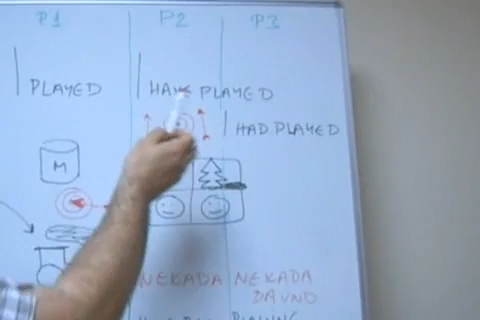 P1 P2 P3
I PLAYED
I HAVE PLAYED
I HAD PLAYED
M
NEKADA NEKADA
DAVNO